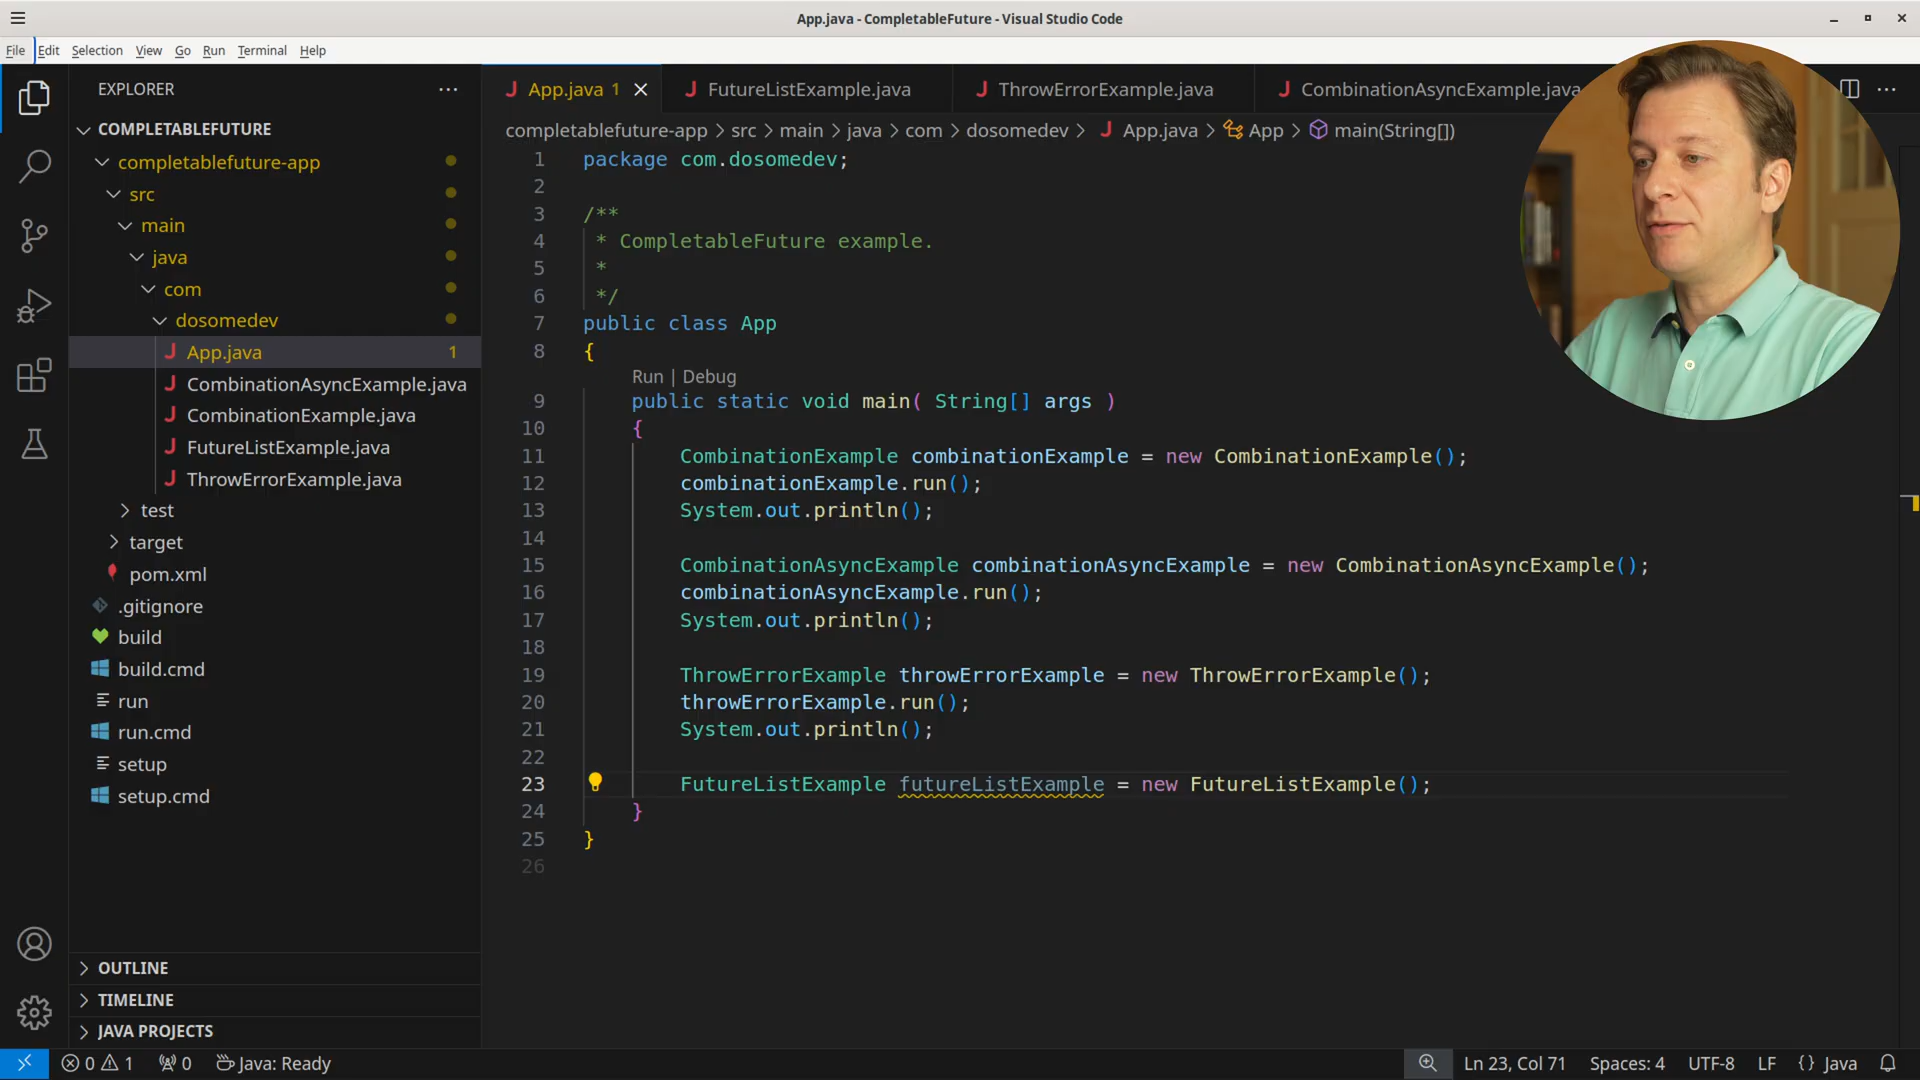 App.java - CompletableFuture - Visual Studio Code
File Edit Selection View Go Run Terminal Help
EXPLORER
COMPLETABLEFUTURE
completablefuture-app
src
main
java
com
dosomedev
App.java 1
CombinationAsyncExample.java
CombinationExample.java
FutureListExample.java
ThrowErrorExample.java
test
target
pom.xml
.gitignore
build
build.cmd
run
run.cmd
setup
setup.cmd
OUTLINE
TIMELINE
JAVA PROJECTS
App.java 1 FutureListExample.java ThrowErrorExample.java CombinationAsyncExample.java
completablefuture-app > src > main > java > com > dosomedev > App.java > App > main(String[])
1 package com.dosomedev;
2
3 /**
4 * CompletableFuture example.
5 *
6 */
7 public class App
8 {
Run | Debug
9 public static void main( String[] args )
10 {
11 CombinationExample combinationExample = new CombinationExample();
12 combinationExample.run();
13 System.out.println();
14
15 CombinationAsyncExample combinationAsyncExample = new CombinationAsyncExample();
16 combinationAsyncExample.run();
17 System.out.println();
18
19 ThrowErrorExample throwErrorExample = new ThrowErrorExample();
20 throwErrorExample.run();
21 System.out.println();
22
23 FutureListExample futureListExample = new FutureListExample();
24 }
25 }
26
0 1 0 Java: Ready Ln 23, Col 71 Spaces: 4 UTF-8 LF {} Java